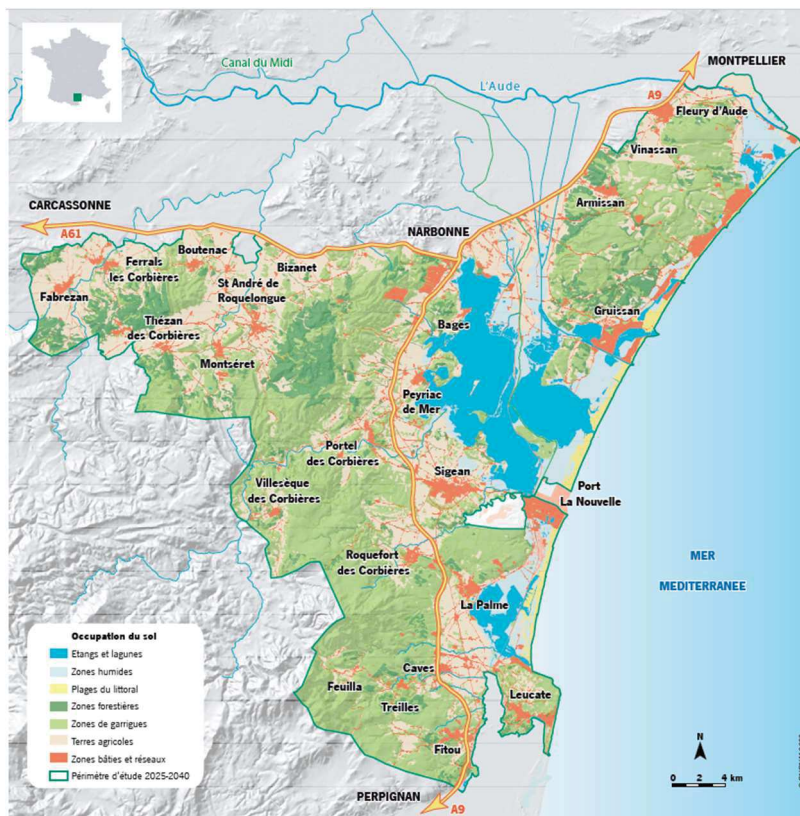 MONTPELLIER
Canal du Midi
L'Aude
A9
Fleury d'Aude
Vinassan
Armissan
CARCASSONNE
A61
NARBONNE
Boutenac
Ferrals
les Corbières
Bizanet
St André de
Roquelongue
Fabrezan
Gruissan
Thézan
des Corbières
Bages
Montséret
Peyriac
de Mer
Portel
des Corbières
Sigean
Villesèque
des Corbières
Port
La Nouvelle
Roquefort
des Corbières
MER
MEDITERRANEE
La Palme
Caves
Feuilla
Leucate
Treilles
Fitou
PERPIGNAN
A9
Occupation du sol
Etangs et lagunes
Zones humides
Plages du littoral
Zones forestières
Zones de garrigues
Terres agricoles
Zones bâties et réseaux
Périmètre d'étude 2025-2040
N
0 2 4 km